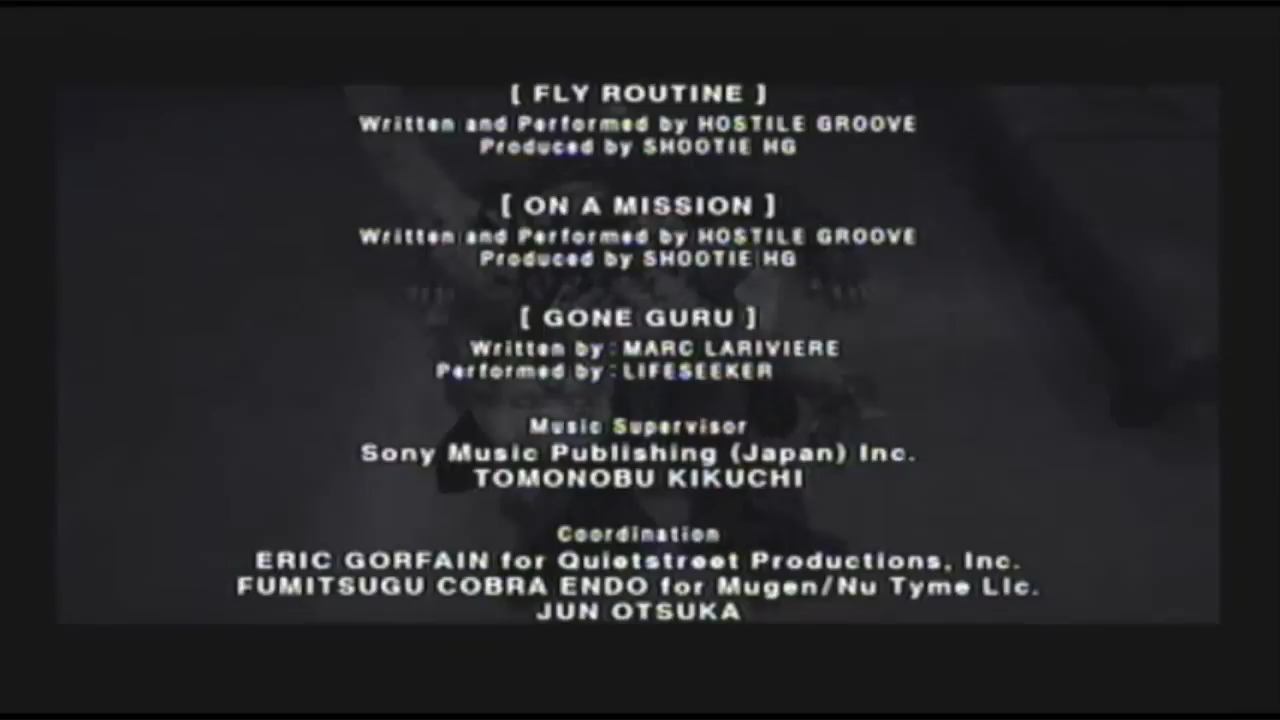 [ FLY ROUTINE ]
Written and Performed by HOSTILE GROOVE
Produced by SHOOTIE HG
[ ON A MISSION ]
Written and Performed by HOSTILE GROOVE
Produced by SHOOTIE HG
[ GONE GURU ]
Written by : MARC LARIVIERE
Performed by : LIFESEEKER
Music Supervisor
Sony Music Publishing (Japan) Inc.
TOMONOBU KIKUCHI
Coordination
ERIC GORFAIN for Quietstreet Productions, Inc.
FUMITSUGU COBRA ENDO for Mugen/Nu Tyme Llc.
JUN OTSUKA